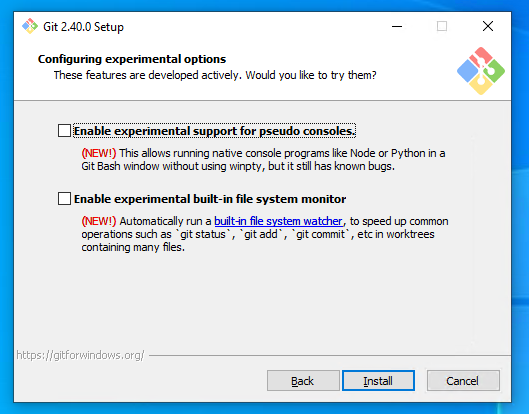 Git 2.40.0 Setup
Configuring experimental options
These features are developed actively. Would you like to try them?
Enable experimental support for pseudo consoles.
(NEW!) This allows running native console programs like Node or Python in a
Git Bash window without using winpty, but it still has known bugs.
Enable experimental built-in file system monitor
(NEW!) Automatically run a built-in file system watcher, to speed up common
operations such as `git status`, `git add`, `git commit`, etc in worktrees
containing many files.
https://gitforwindows.org/
Back Install Cancel